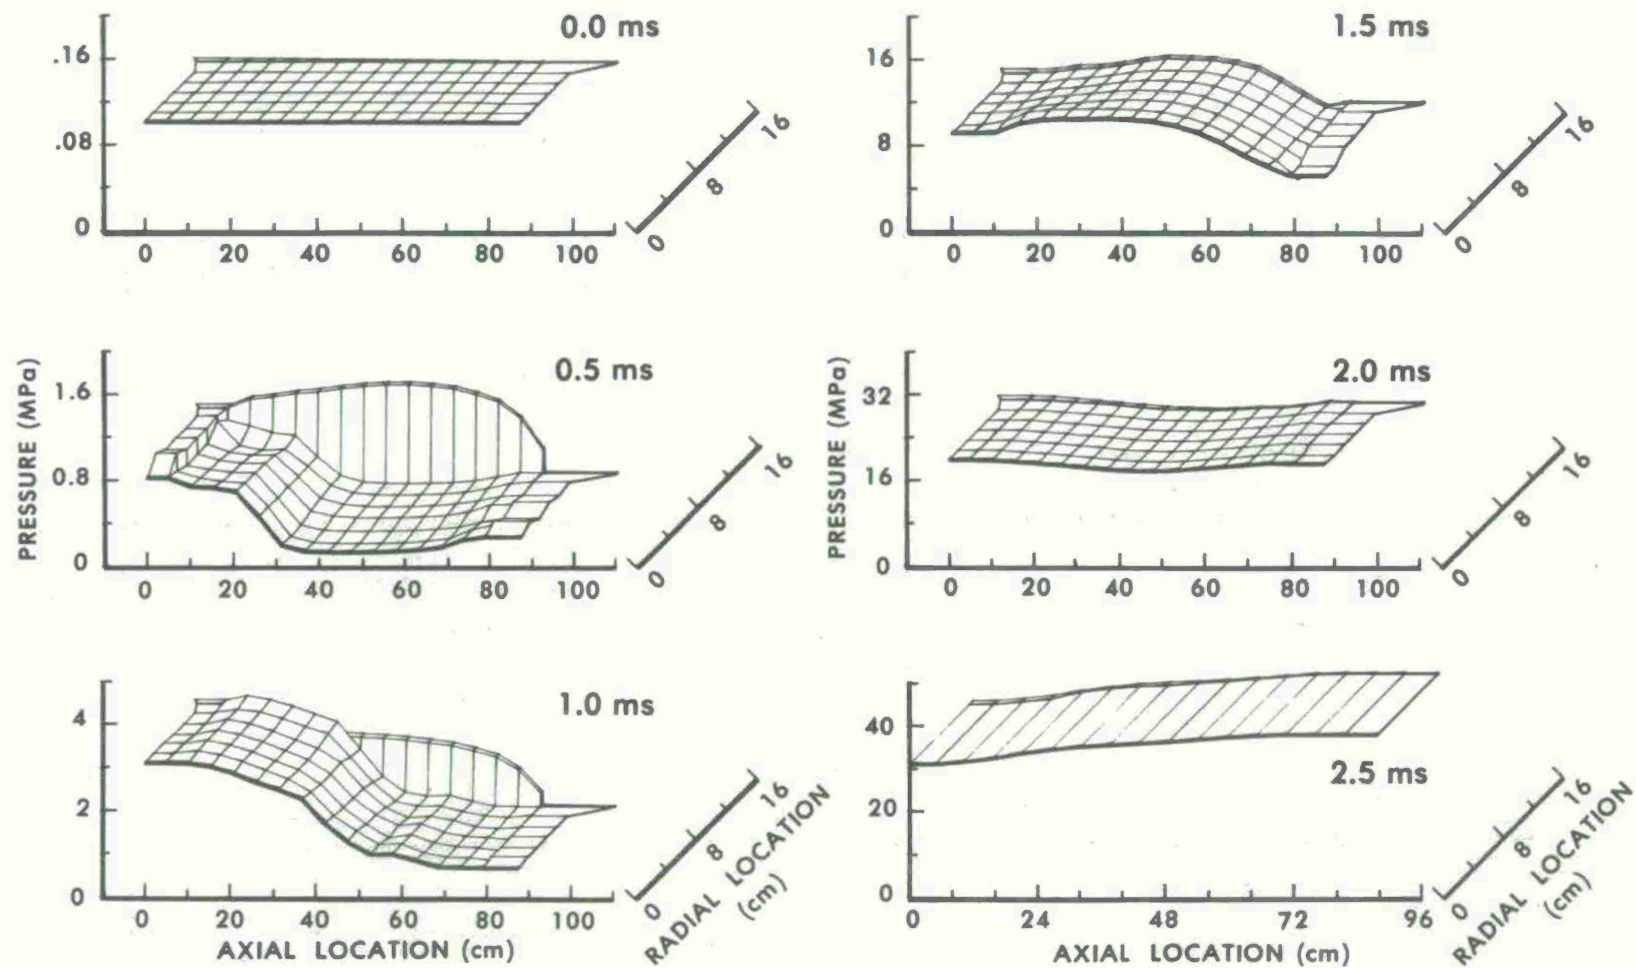 0.0 ms
.16
.08
0
0 20 40 60 80 100
0 8 16
1.5 ms
16
8
0
0 20 40 60 80 100
0 8 16
0.5 ms
PRESSURE (MPa)
1.6
0.8
0
0 20 40 60 80 100
0 8 16
2.0 ms
PRESSURE (MPa)
32
16
0
0 20 40 60 80 100
0 8 16
1.0 ms
4
2
0
0 20 40 60 80 100
AXIAL LOCATION (cm)
0 8 16
RADIAL LOCATION
(cm)
2.5 ms
40
20
0
0 24 48 72 96
AXIAL LOCATION (cm)
0 8 16
RADIAL LOCATION
(cm)